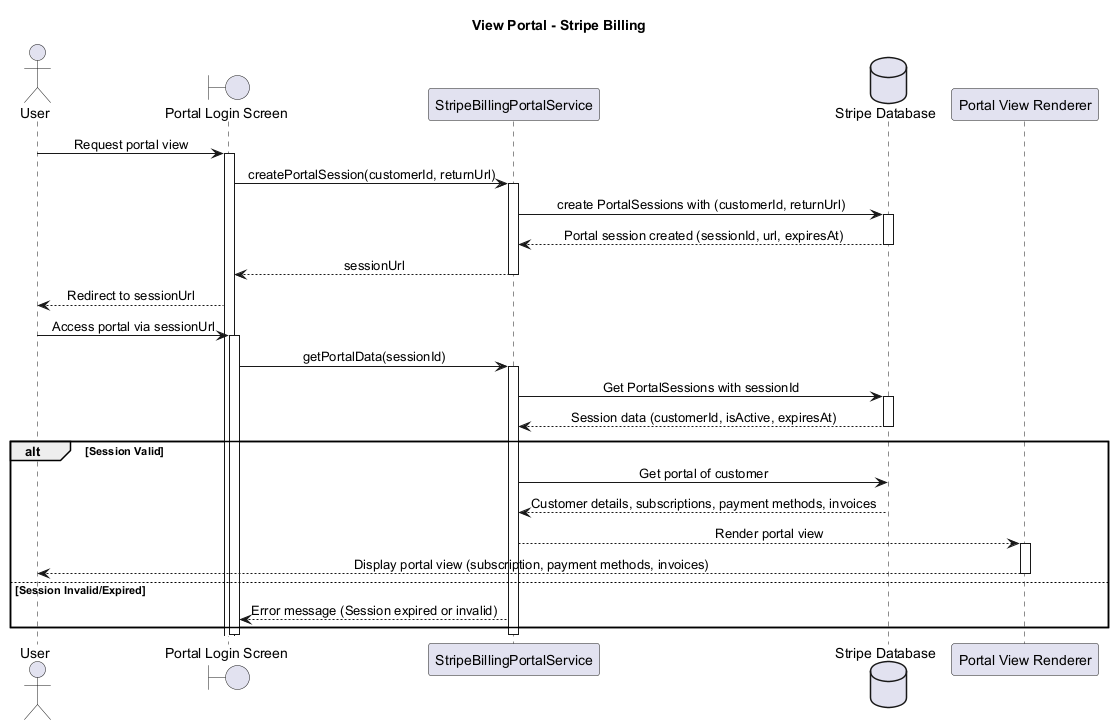 View Portal - Stripe Billing
User
Portal Login Screen
StripeBillingPortalService
Stripe Database
Portal View Renderer
Request portal view
createPortalSession(customerId, returnUrl)
create PortalSessions with (customerId, returnUrl)
Portal session created (sessionId, url, expiresAt)
sessionUrl
Redirect to sessionUrl
Access portal via sessionUrl
getPortalData(sessionId)
Get PortalSessions with sessionId
Session data (customerId, isActive, expiresAt)
alt
[Session Valid]
Get portal of customer
Customer details, subscriptions, payment methods, invoices
Render portal view
Display portal view (subscription, payment methods, invoices)
[Session Invalid/Expired]
Error message (Session expired or invalid)
User
Portal Login Screen
StripeBillingPortalService
Stripe Database
Portal View Renderer